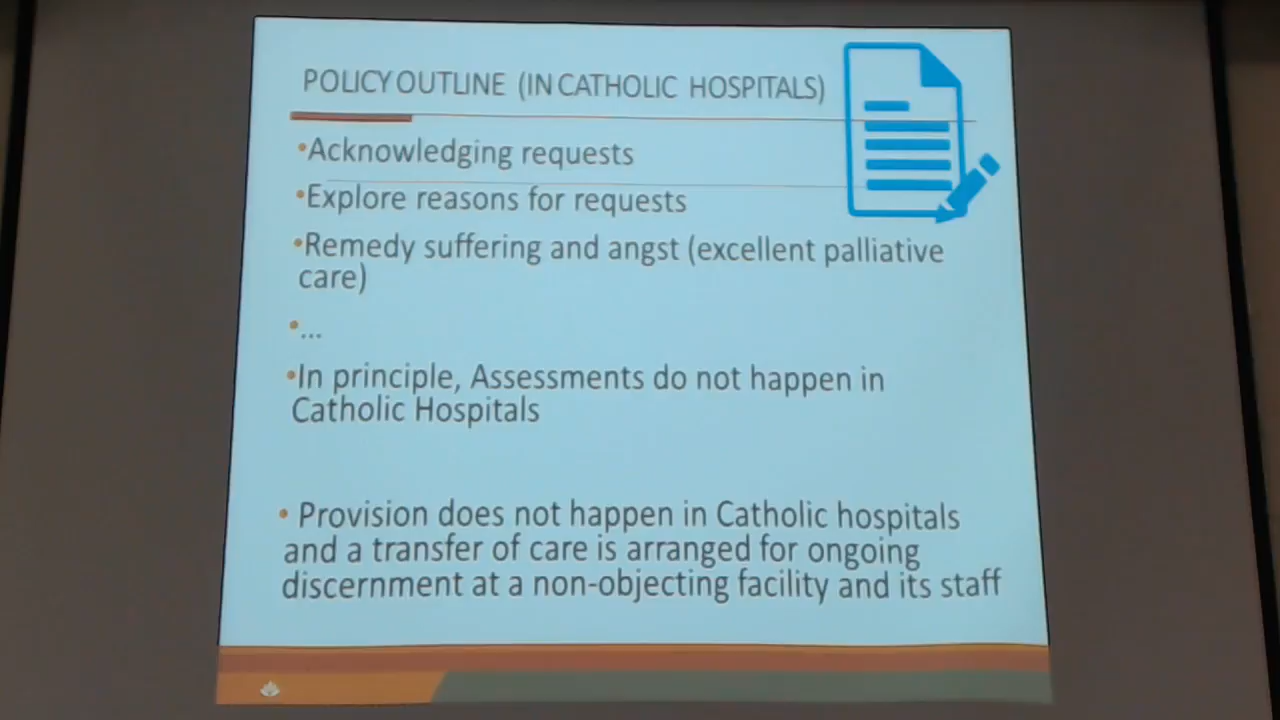 POLICY OUTLINE (IN CATHOLIC HOSPITALS)
•Acknowledging requests
•Explore reasons for requests
•Remedy suffering and angst (excellent palliative
care)
•...
•In principle, Assessments do not happen in
Catholic Hospitals
• Provision does not happen in Catholic hospitals
and a transfer of care is arranged for ongoing
discernment at a non-objecting facility and its staff